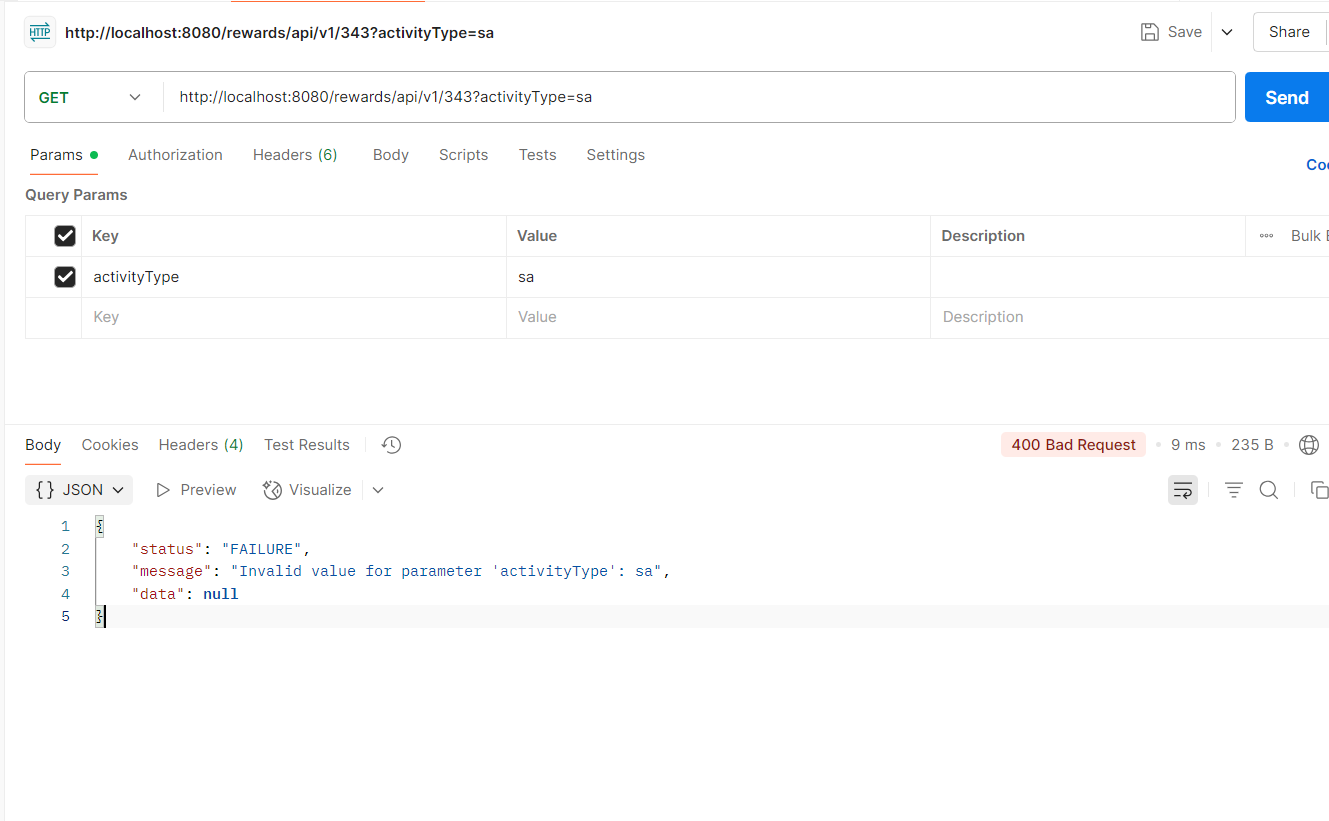 HTTP http://localhost:8080/rewards/api/v1/343?activityType=sa Save Share
GET http://localhost:8080/rewards/api/v1/343?activityType=sa Send
Params Authorization Headers (6) Body Scripts Tests Settings
Query Params
Key Value Description
activityType sa
Key Value Description
Body Cookies Headers (4) Test Results 400 Bad Request 9 ms 235 B
{} JSON Preview Visualize
1 {
2 "status": "FAILURE",
3 "message": "Invalid value for parameter 'activityType': sa",
4 "data": null
5 }